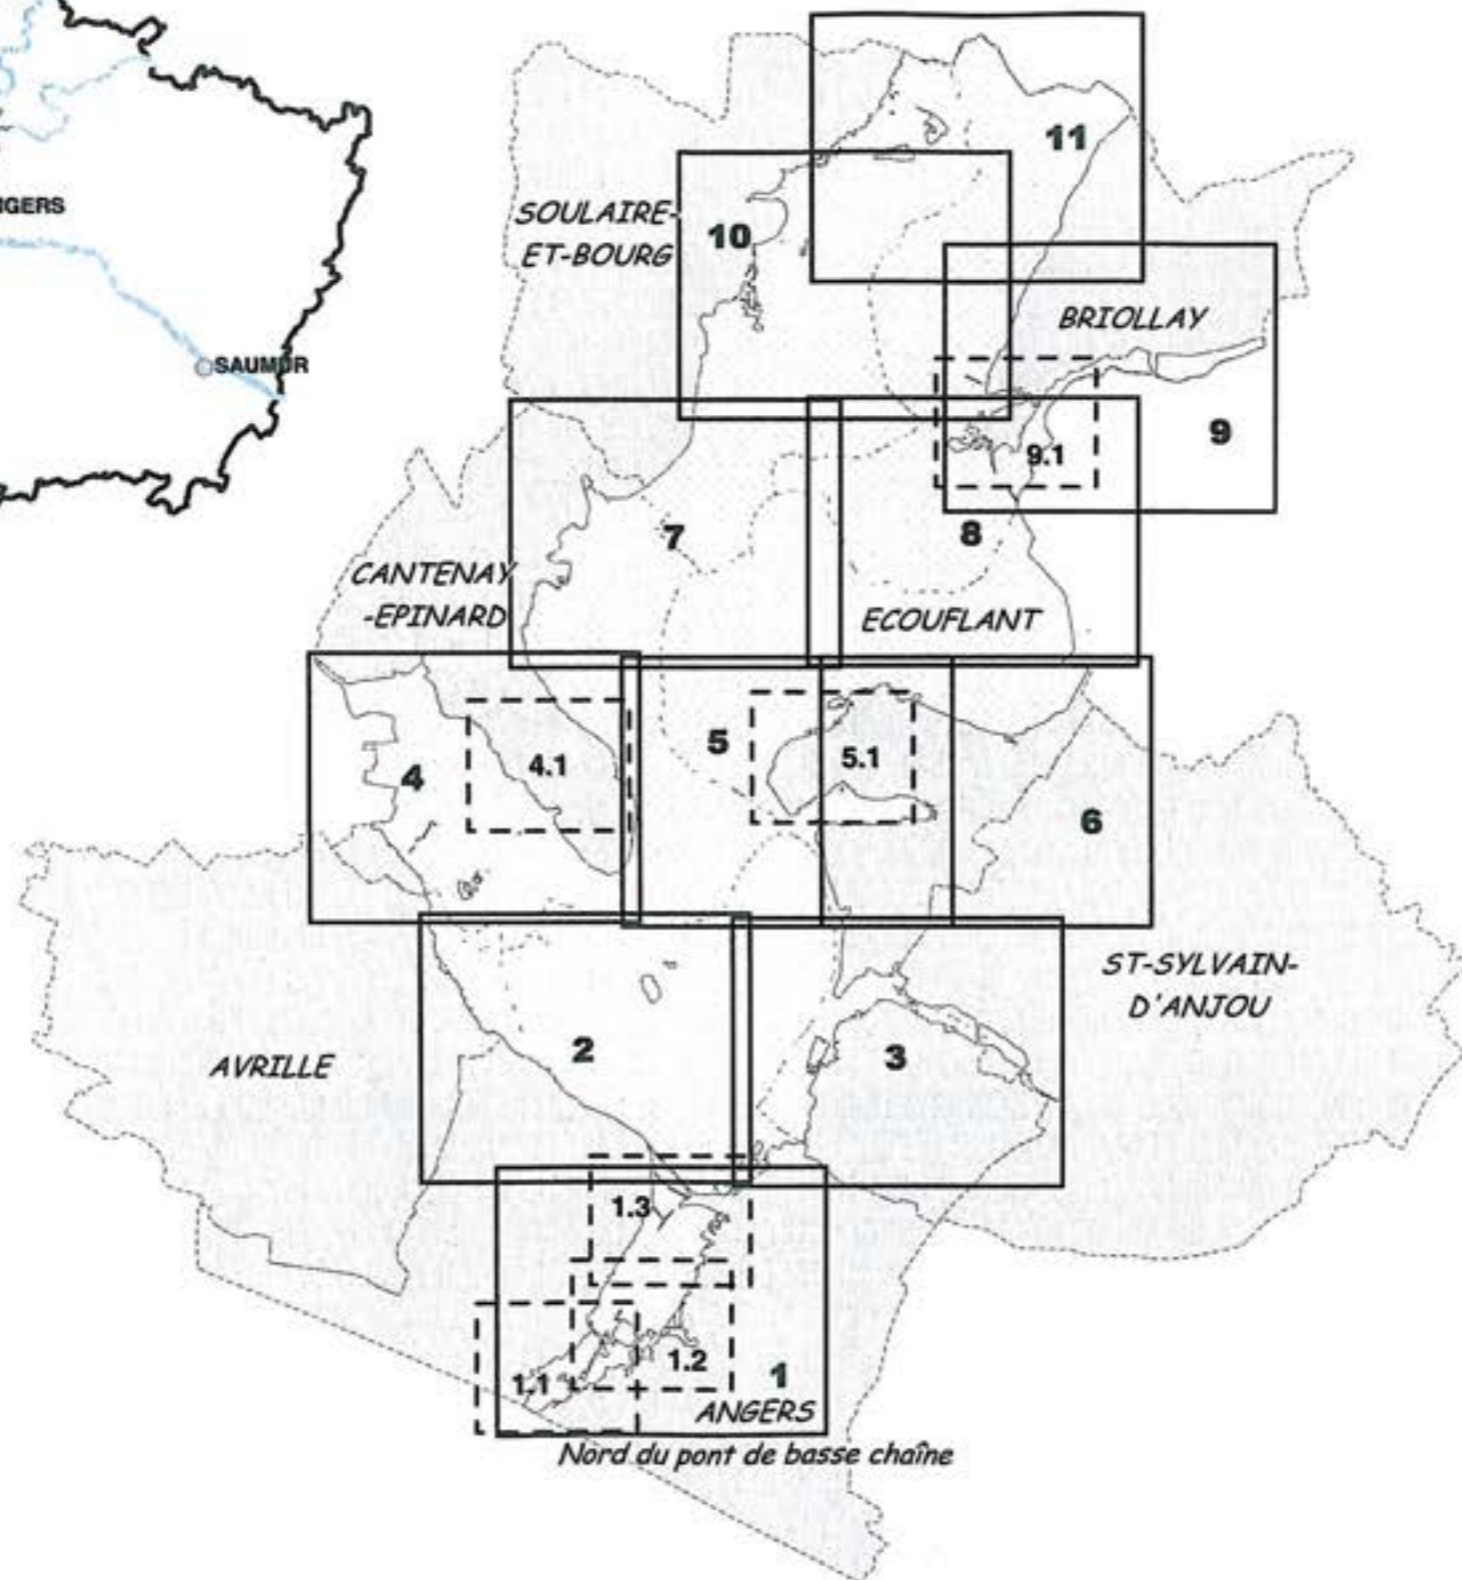 11
SOULAIRE-
ET-BOURG
10
BRIOLLAY
9
9.1
SAUMUR
7
8
CANTENAY
-EPINARD
ECOUFLANT
5
4
4.1
5.1
6
ST-SYLVAIN-
D'ANJOU
2
3
AVRILLE
1.3
1.2
1.1
1
ANGERS
Nord du pont de basse chaîne